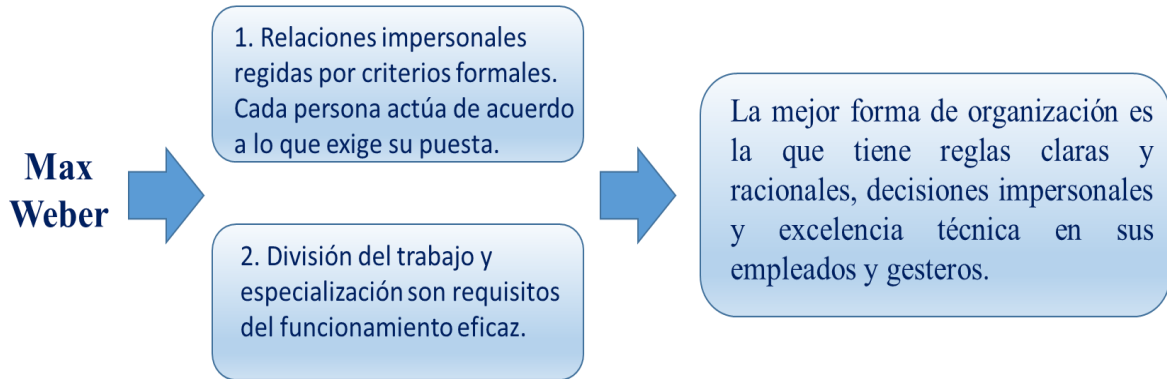 Max
Weber
1. Relaciones impersonales
regidas por criterios formales.
Cada persona actúa de acuerdo
a lo que exige su puesta.
2. División del trabajo y
especialización son requisitos
del funcionamiento eficaz.
La mejor forma de organización es
la que tiene reglas claras y
racionales, decisiones impersonales
y excelencia técnica en sus
empleados y gesteros.